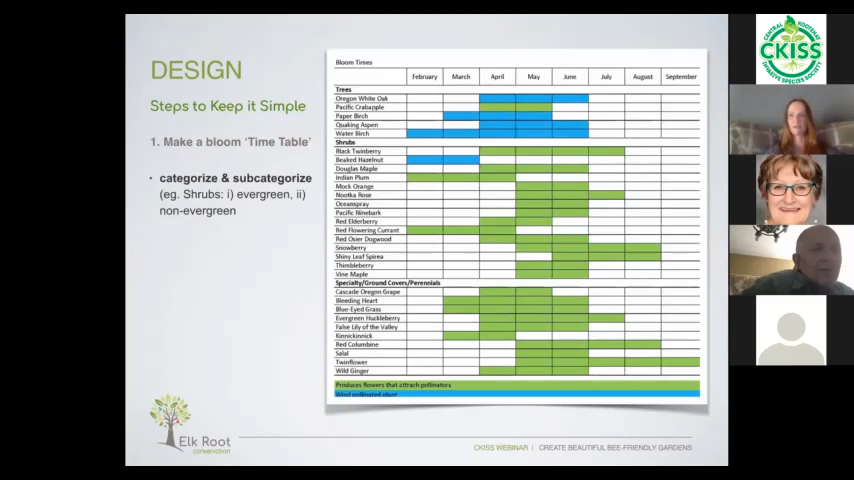 DESIGN
Steps to Keep it Simple
1. Make a bloom ‘Time Table’
· categorize & subcategorize
(eg. Shrubs: i) evergreen, ii)
non-evergreen
Bloom Times
February March April May June July August September
Trees
Oregon White Oak
Pacific Crabapple
Paper Birch
Quaking Aspen
Water Birch
Shrubs
Black Twinberry
Beaked Hazelnut
Douglas Maple
Indian Plum
Mock Orange
Nootka Rose
Oceanspray
Pacific Ninebark
Red Elderberry
Red Flowering Currant
Red Osier Dogwood
Snowberry
Shiny Leaf Spirea
Thimbleberry
Vine Maple
Specialty/Ground Covers/Perennials
Cascade Oregon Grape
Bleeding Heart
Blue-Eyed Grass
Evergreen Huckleberry
False Lily of the Valley
Kinnickinnick
Red Columbine
Salal
Twinflower
Wild Ginger
Produces flowers that attrach pollinators
Wind pollinated plant
Elk Root
conservation
CKISS WEBINAR | CREATE BEAUTIFUL BEE-FRIENDLY GARDENS
CENTRAL KOOTENAY
CKISS
INVASIVE SPECIES SOCIETY